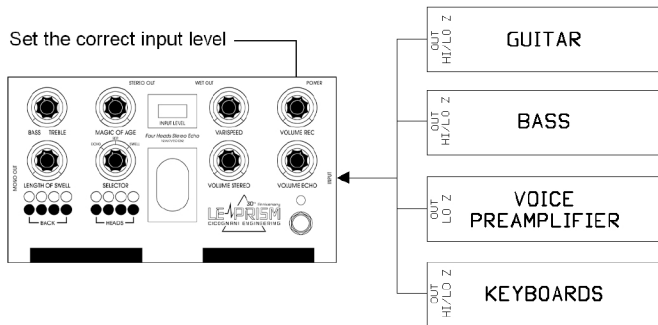 Set the correct input level
STEREO OUT
WET OUT
POWER
BASS TREBLE
MAGIC OF AGE
INPUT LEVEL
VARISPEED
VOLUME REC
Four Heads Stereo Echo
ECHO
REP
SWELL
MONO OUT
LENGTH OF SWELL
SELECTOR
VOLUME STEREO
VOLUME ECHO
INPUT
BACK
HEADS
30th Anniversary
LE PRISM
CICOGNANI ENGINEERING
OUT
HI/LO Z
GUITAR
OUT
HI/LO Z
BASS
OUT
LO Z
VOICE
PREAMPLIFIER
OUT
HI/LO Z
KEYBOARDS